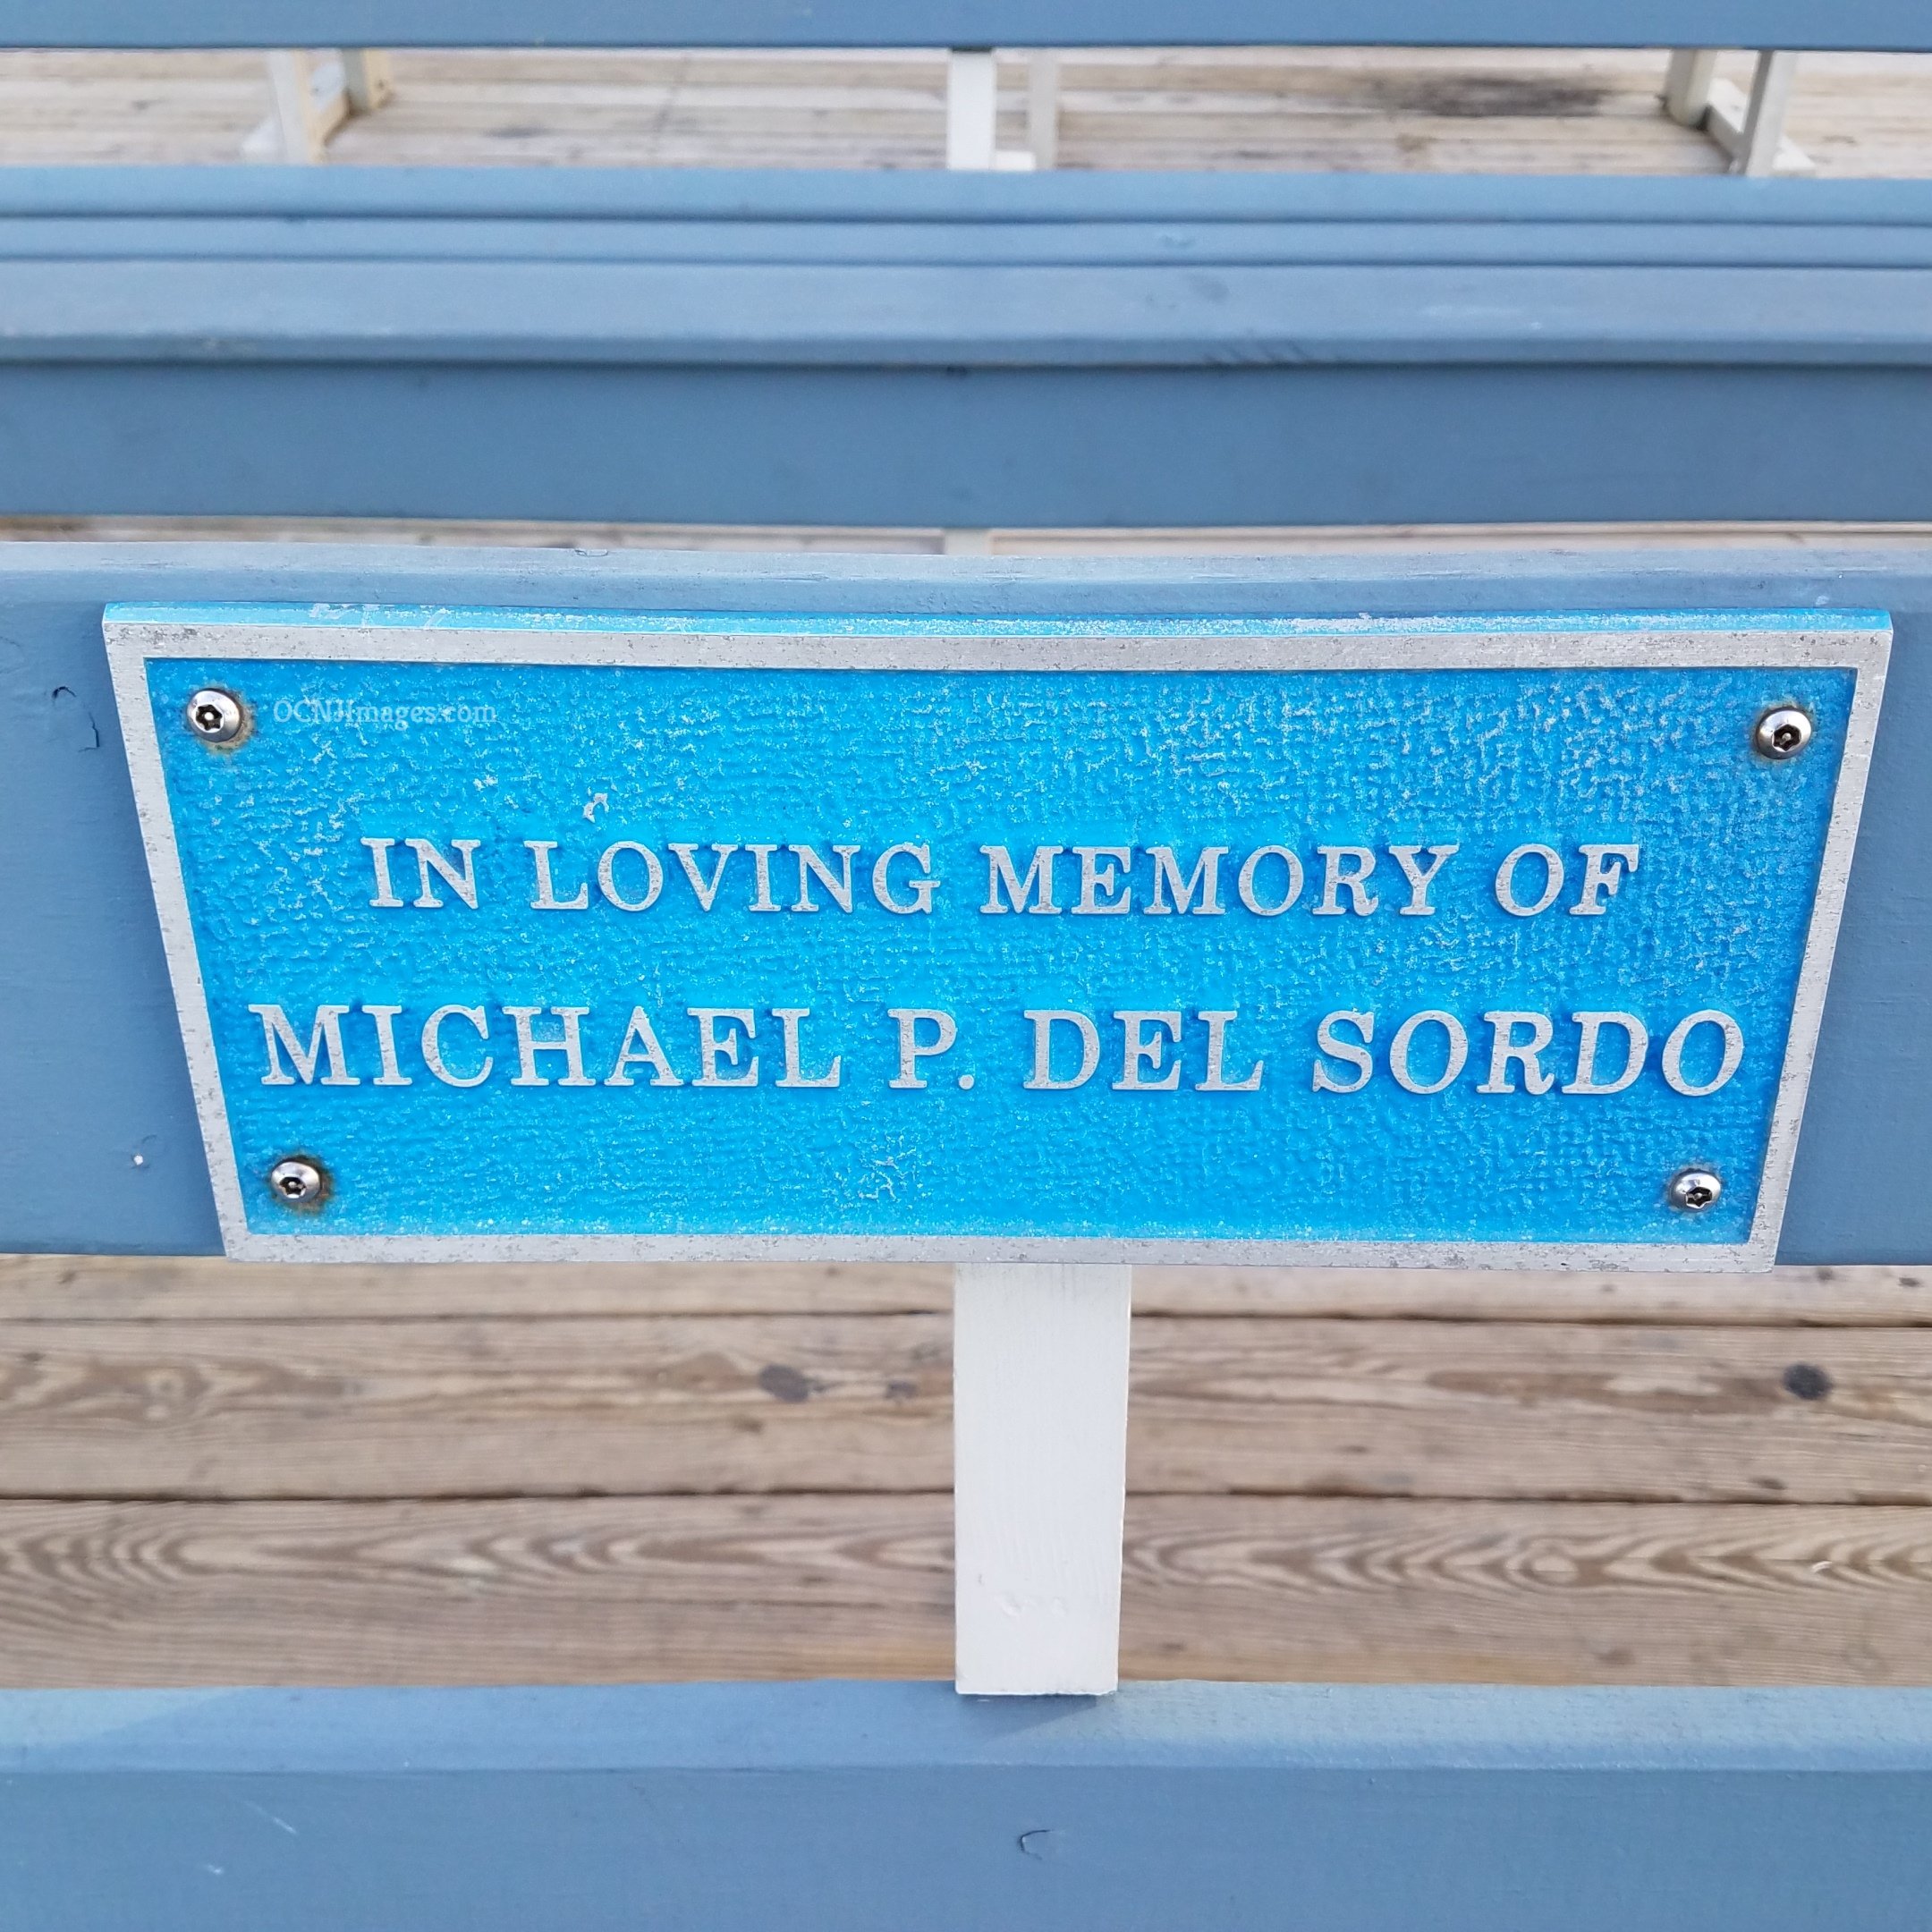 OCNJImages.com
IN LOVING MEMORY OF
MICHAEL P. DEL SORDO